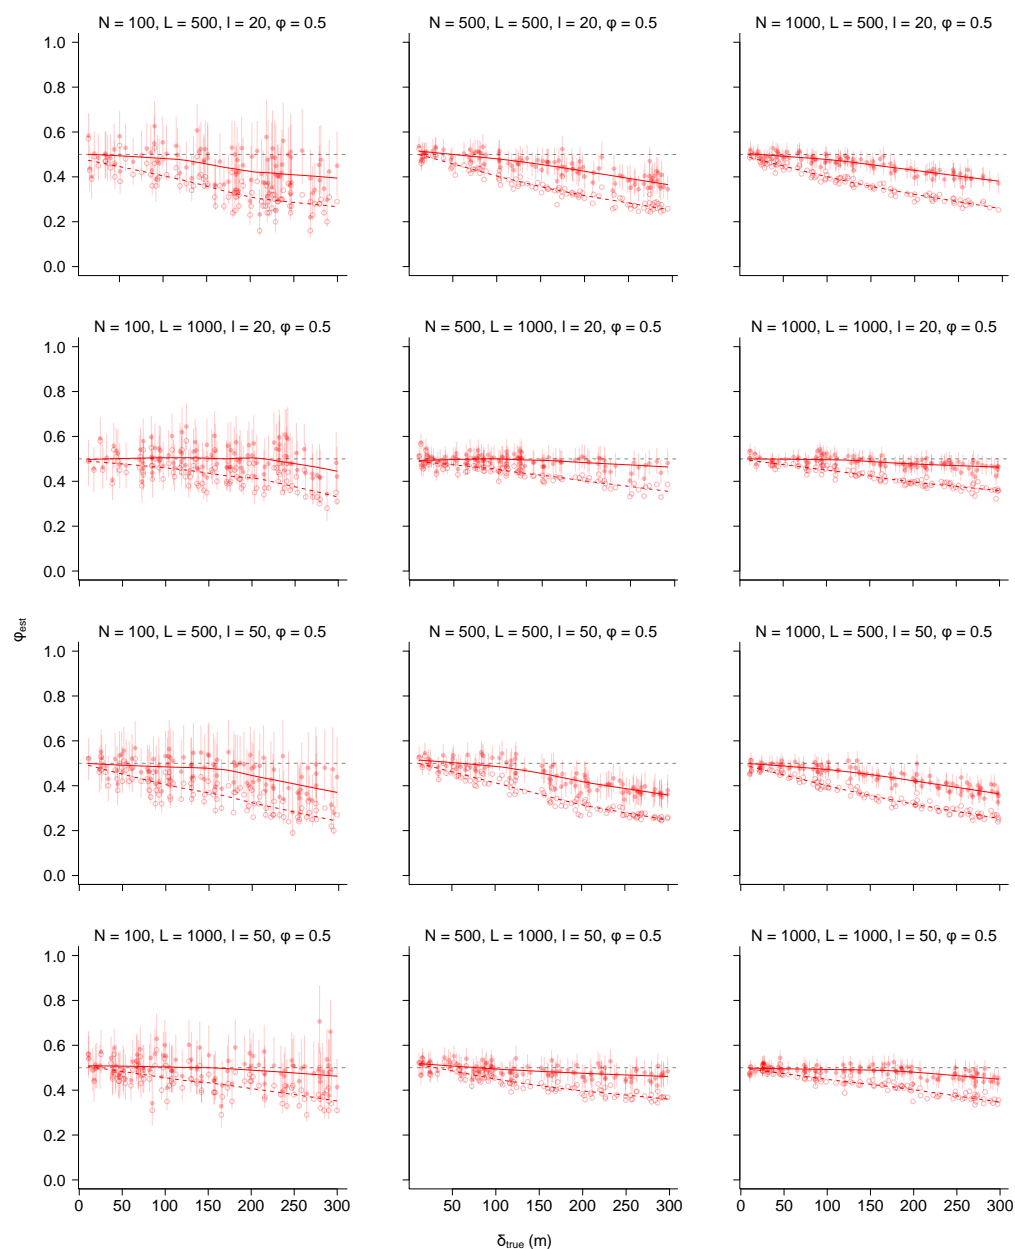 N = 100, L = 500, l = 20, φ = 0.5
N = 500, L = 500, l = 20, φ = 0.5
N = 1000, L = 500, l = 20, φ = 0.5
1.0
0.8
0.6
0.4
0.2
0.0
N = 100, L = 1000, l = 20, φ = 0.5
N = 500, L = 1000, l = 20, φ = 0.5
N = 1000, L = 1000, l = 20, φ = 0.5
1.0
0.8
0.6
0.4
0.2
0.0
φest
N = 100, L = 500, l = 50, φ = 0.5
N = 500, L = 500, l = 50, φ = 0.5
N = 1000, L = 500, l = 50, φ = 0.5
1.0
0.8
0.6
0.4
0.2
0.0
N = 100, L = 1000, l = 50, φ = 0.5
N = 500, L = 1000, l = 50, φ = 0.5
N = 1000, L = 1000, l = 50, φ = 0.5
1.0
0.8
0.6
0.4
0.2
0.0
0 50 100 150 200 250 300
50 100 150 200 250 300
0 50 100 150 200 250 300
δtrue (m)